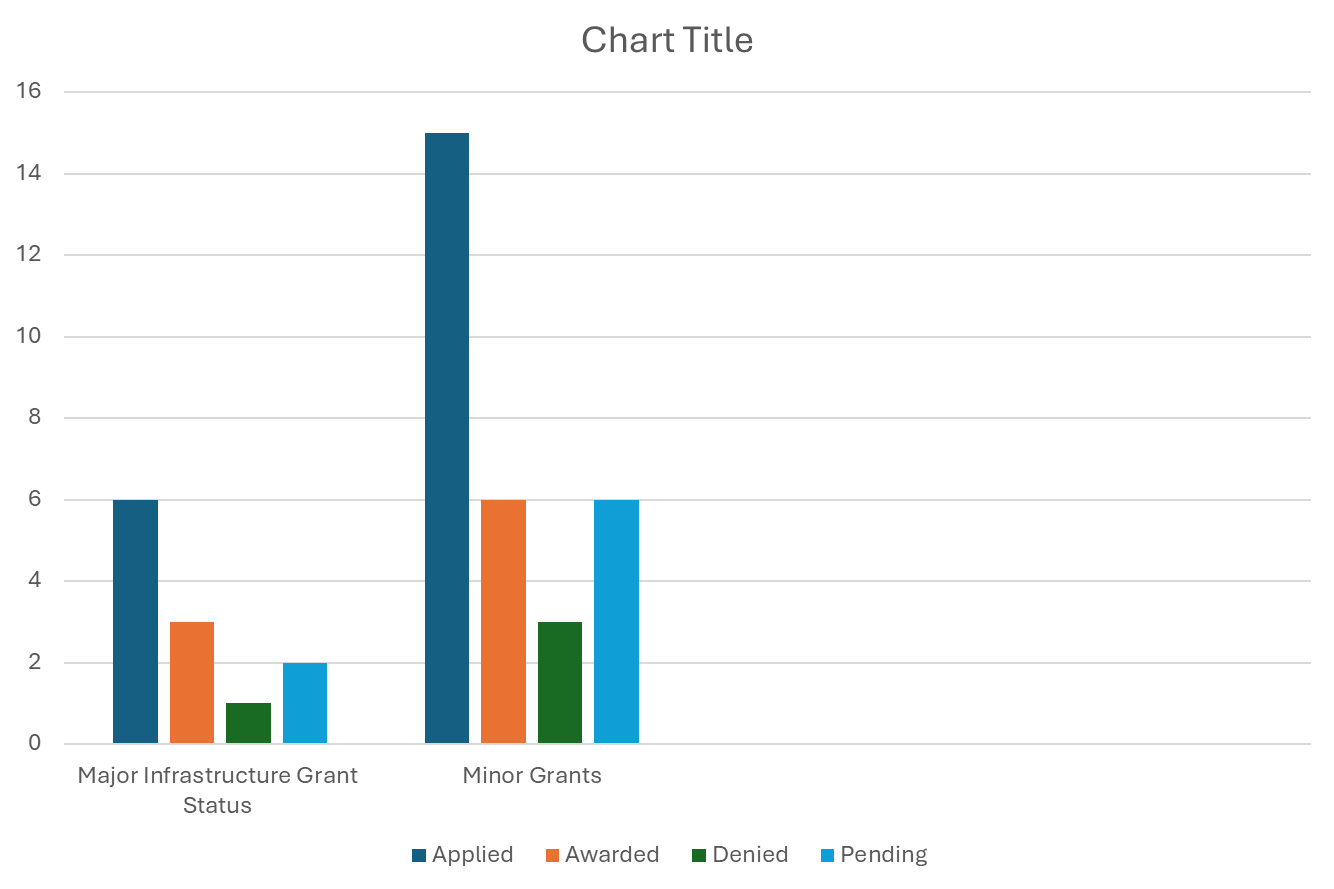 Chart Title
16
14
12
10
8
6
4
2
0
Major Infrastructure Grant
Status
Minor Grants
Applied
Awarded
Denied
Pending